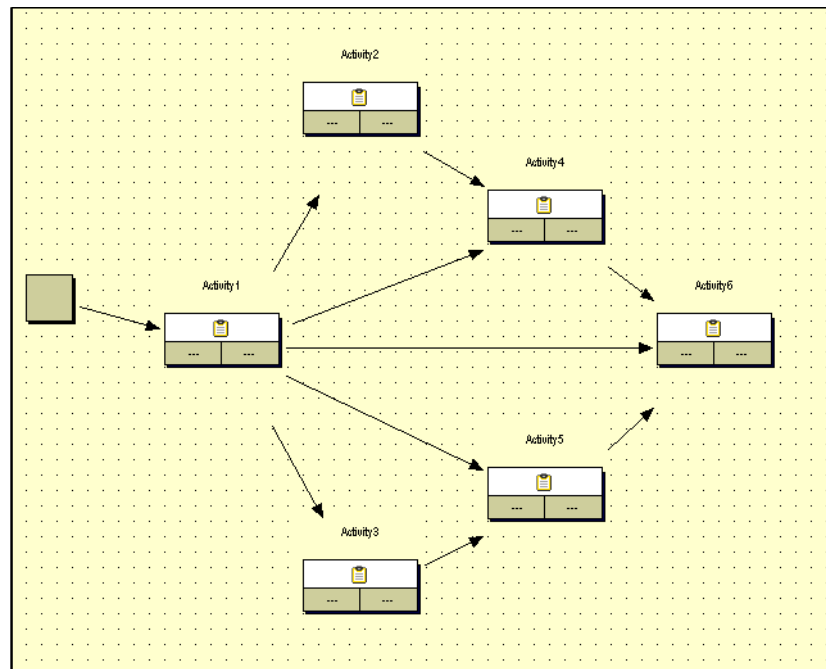 Activity2
--- ---
Activity4
--- ---
Activity1
--- ---
Activity6
--- ---
Activity5
--- ---
Activity3
--- ---